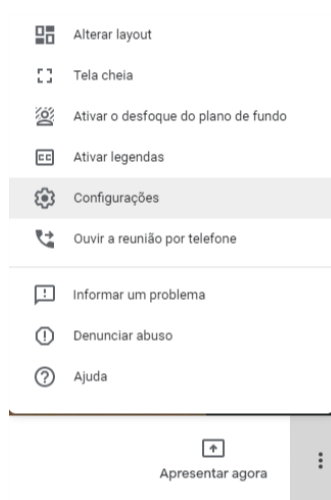 Alterar layout
Tela cheia
Ativar o desfoque do plano de fundo
CC Ativar legendas
Configurações
Ouvir a reunião por telefone
Informar um problema
Denunciar abuso
Ajuda
Apresentar agora